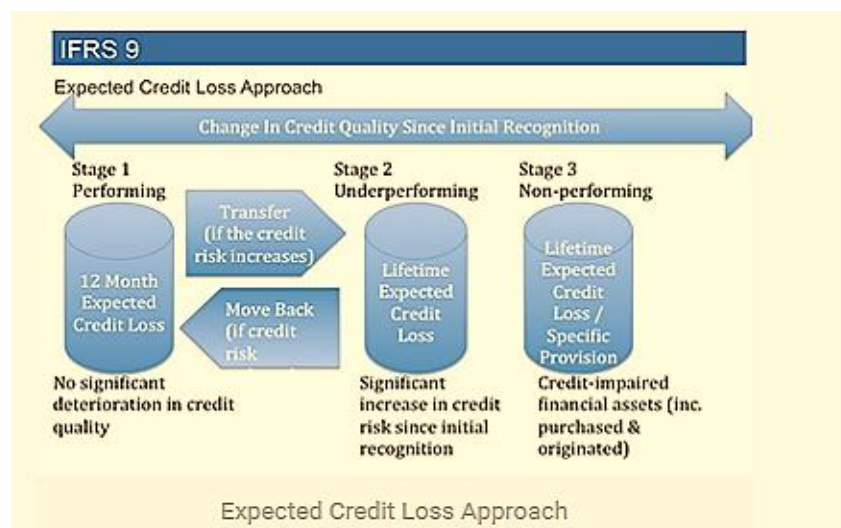 IFRS 9
Expected Credit Loss Approach
Change In Credit Quality Since Initial Recognition
Stage 1
Performing
Transfer
(if the credit
risk increases)
Move Back
(if credit
risk
12 Month
Expected
Credit Loss
No significant
deterioration in credit
quality
Stage 2
Underperforming
Lifetime
Expected
Credit
Loss
Significant
increase in credit
risk since initial
recognition
Stage 3
Non-performing
Lifetime
Expected
Credit
Loss /
Specific
Provision
Credit-impaired
financial assets (inc.
purchased &
originated)
Expected Credit Loss Approach